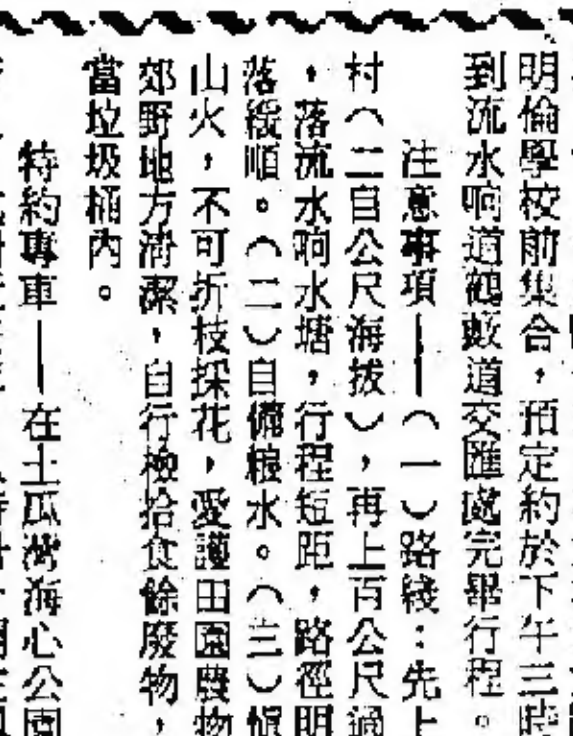 明倫學校前集合，預定約於下午三時
到流水响道鶴藪道交匯處完畢行程。
注意事項——（一）路綫：先上
村（二自公尺海拔），再上百公尺過
，落流水响水塘，行程短距，路徑明
落緩順。（二）自備糧水。（三）愼
山火，不可折枝採花，愛護田園農物
郊野地方清潔，自行檢拾食餘廢物，
當垃圾桶內。
特約專車——在土瓜灣海心公園